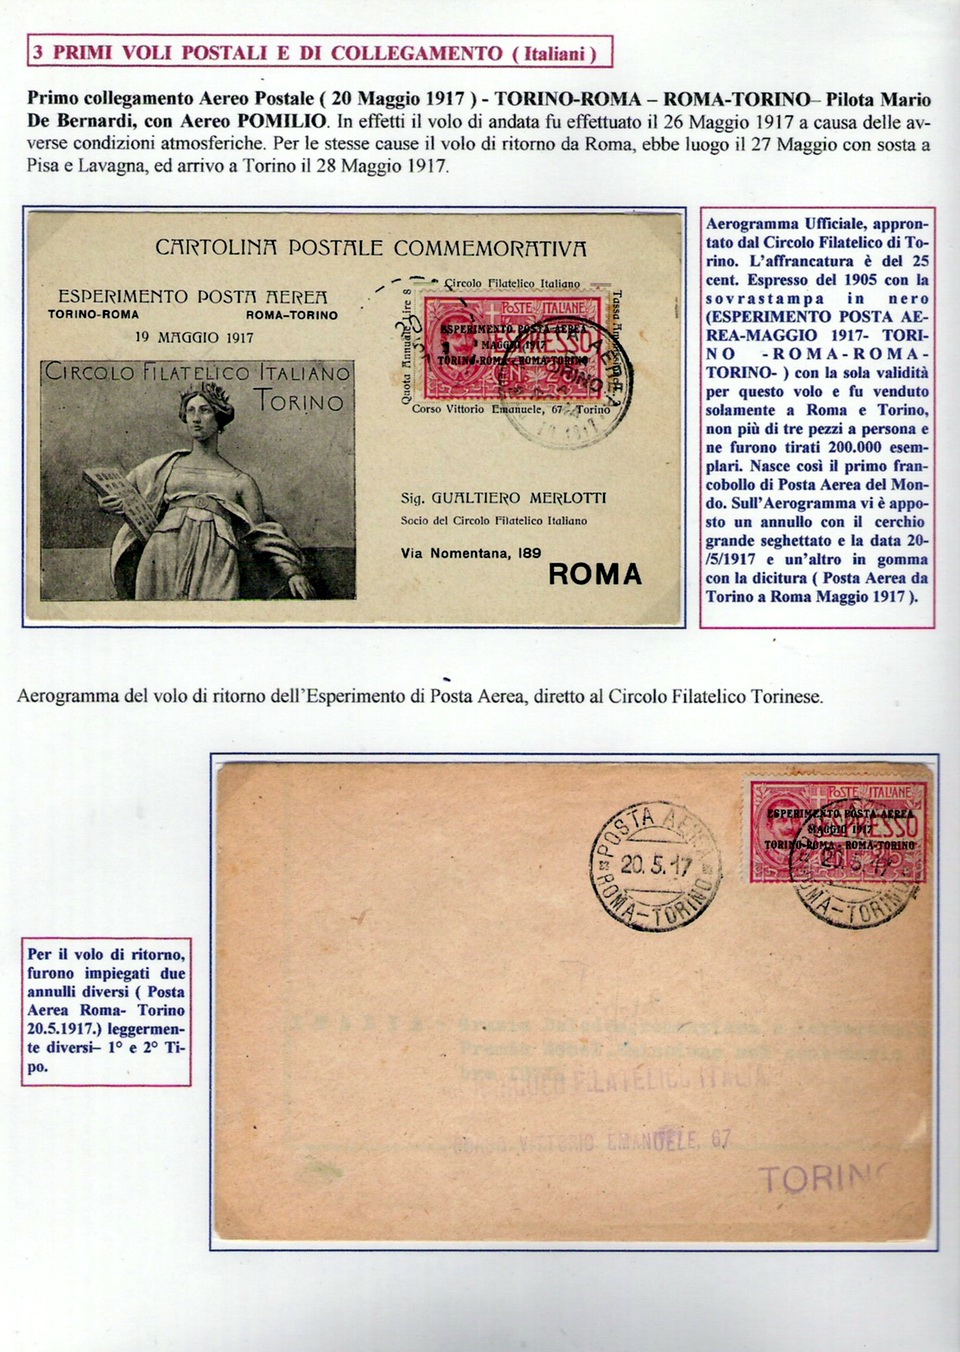 3 PRIMI VOLI POSTALI E DI COLLEGAMENTO ( Italiani )
Primo collegamento Aereo Postale ( 20 Maggio 1917 ) - TORINO-ROMA – ROMA-TORINO– Pilota Mario
De Bernardi, con Aereo POMILIO. In effetti il volo di andata fu effettuato il 26 Maggio 1917 a causa delle av-
verse condizioni atmosferiche. Per le stesse cause il volo di ritorno da Roma, ebbe luogo il 27 Maggio con sosta a
Pisa e Lavagna, ed arrivo a Torino il 28 Maggio 1917.
CARTOLINA POSTALE COMMEMORATIVA
ESPERIMENTO POSTA AEREA
TORINO-ROMA ROMA-TORINO
19 MAGGIO 1917
CIRCOLO FILATELICO ITALIANO
TORINO
Circolo Filatelico Italiano
Quota Annuale Lire 8
POSTE ITALIANE
ESPRESSO
ESPERIMENTO POSTA AEREA
MAGGIO 1917
TORINO-ROMA - ROMA-TORINO
Corso Vittorio Emanuele, 67 Torino
Sig. GUALTIERO MERLOTTI
Socio del Circolo Filatelico Italiano
Via Nomentana, 189
ROMA
Aerogramma Ufficiale, appron-
tato dal Circolo Filatelico di To-
rino. L'affrancatura è del 25
cent. Espresso del 1905 con la
sovrastampa in nero
(ESPERIMENTO POSTA AE-
REA-MAGGIO 1917- TORI-
NO -ROMA-ROMA-
TORINO- ) con la sola validità
per questo volo e fu venduto
solamente a Roma e Torino,
non più di tre pezzi a persona e
ne furono tirati 200.000 esem-
plari. Nasce così il primo fran-
cobollo di Posta Aerea del Mon-
do. Sull'Aerogramma vi è appo-
sto un annullo con il cerchio
grande seghettato e la data 20-
/5/1917 e un'altro in gomma
con la dicitura ( Posta Aerea da
Torino a Roma Maggio 1917 ).
Aerogramma del volo di ritorno dell'Esperimento di Posta Aerea, diretto al Circolo Filatelico Torinese.
POSTA AEREA
20.5.17
ROMA-TORINO
POSTE ITALIANE
ESPRESSO
ESPERIMENTO POSTA AEREA
MAGGIO 1917
TORINO-ROMA - ROMA-TORINO
20.5.17
ROMA-TORINO
Per il volo di ritorno,
furono impiegati due
annulli diversi ( Posta
Aerea Roma- Torino
20.5.1917.) leggermen-
te diversi– 1° e 2° Ti-
po.
FILATELICO ITALIA
VITTORIO EMANUELE, 67
TORINO